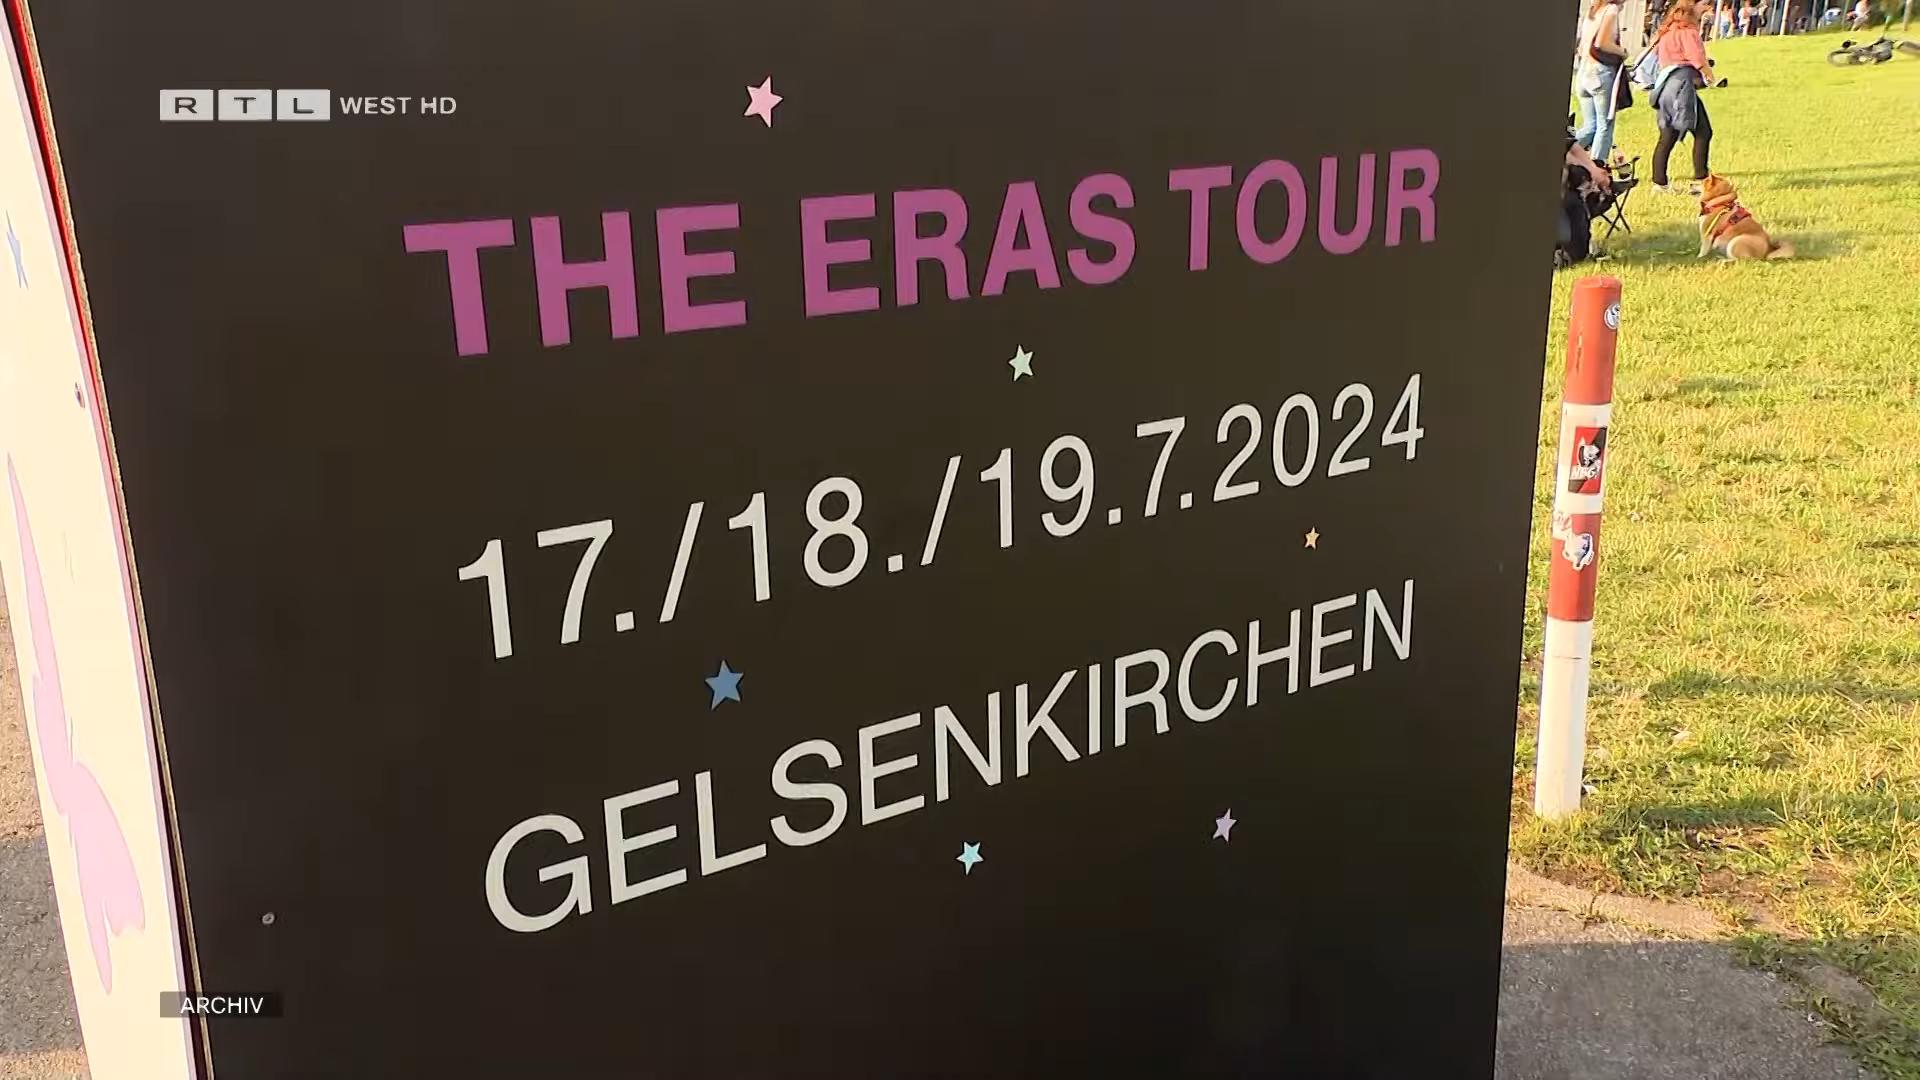 RTL WEST HD
THE ERAS TOUR
17./18./19.7.2024
GELSENKIRCHEN
ARCHIV